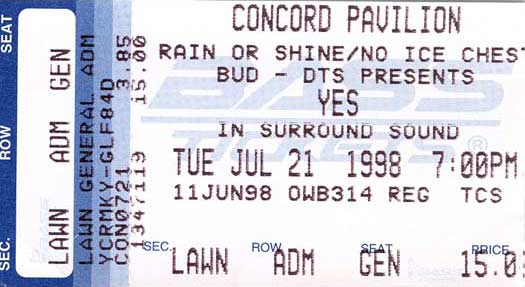 SEAT
ROW
SEC.
LAWN ADM GEN
LAWN GENERAL ADM
YCRMKY-GLF84D 3.85
CON0721 15.00
1347119
CONCORD PAVILION
RAIN OR SHINE/NO ICE CHEST
BUD - DTS PRESENTS
YES
IN SURROUND SOUND
BASS
TICKETS®
TUE JUL 21 1998 7:00PM
11JUN98 OWB314 REG TCS
SEC. ROW SEAT PRICE
LAWN ADM GEN 15.0